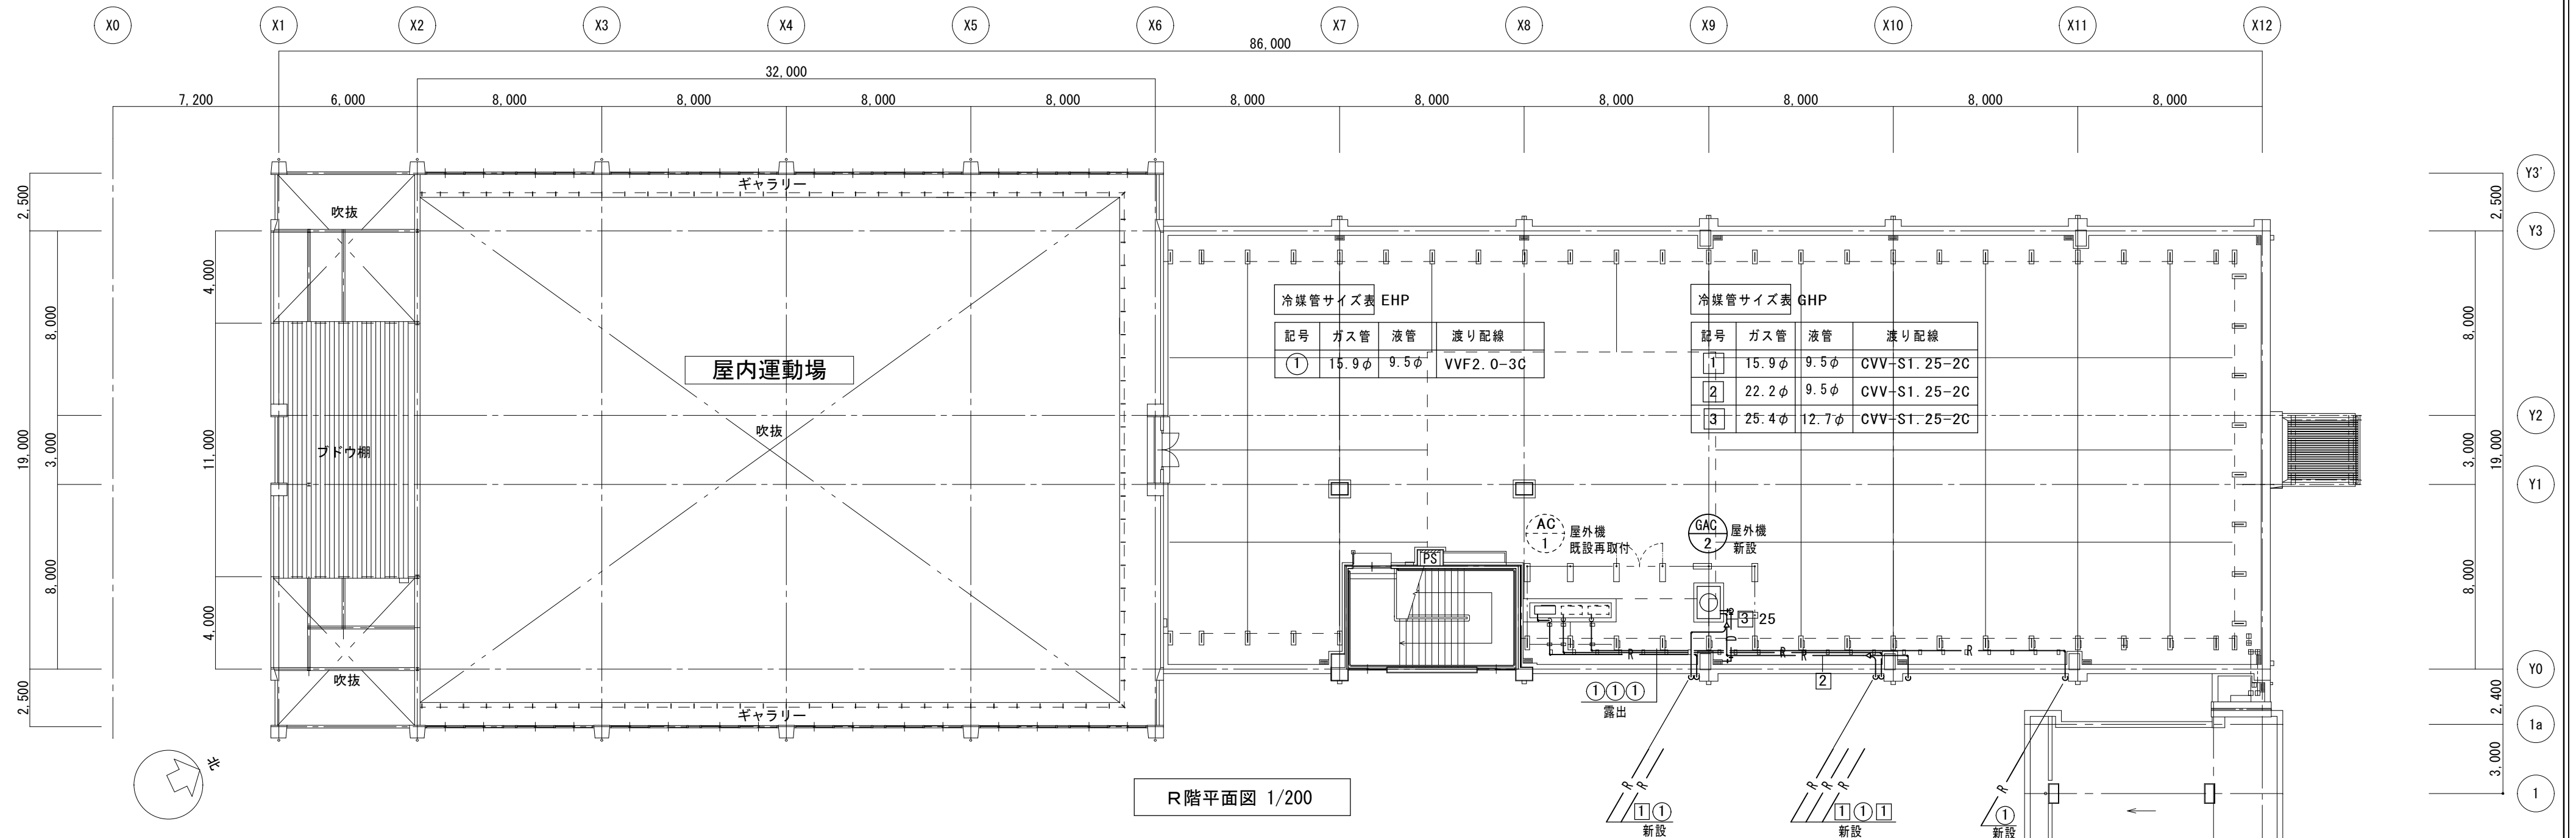 X0 X1 X2 X3 X4 X5 X6 X7 X8 X9 X10 X11 X12
86,000
32,000
7,200 6,000 8,000 8,000 8,000 8,000 8,000 8,000 8,000 8,000 8,000 8,000
Y3'
2,500 2,500
ギャラリー
吹抜
Y3
4,000
8,000 8,000
冷媒管サイズ表 EHP
記号 ガス管 液管 渡り配線
① 15.9φ 9.5φ VVF2.0-3C
冷媒管サイズ表 GHP
記号 ガス管 液管 渡り配線
1 15.9φ 9.5φ CVV-S1.25-2C
2 22.2φ 9.5φ CVV-S1.25-2C
3 25.4φ 12.7φ CVV-S1.25-2C
屋内運動場
吹抜
Y2
19,000 3,000 11,000 3,000 19,000
ブドウ棚
Y1
AC
1
屋外機
既設再取付
GAC
2
屋外機
新設
PS
8,000 8,000
4,000
3 25
R R R R
Y0
吹抜
2
①①①
露出
2,500 2,400
ギャラリー
1a
北
3,000
R階平面図 1/200
R R
1①
新設
R R R
1①1
新設
R
①
新設
1